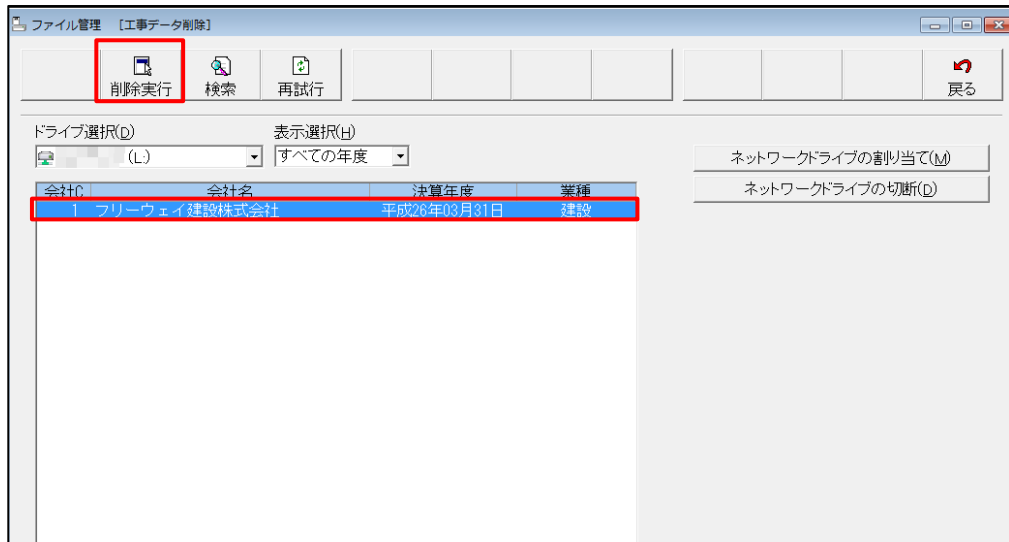 ファイル管理 [工事データ削除]
削除実行 検索 再試行 戻る
ドライブ選択(D) 表示選択(H)
(L:) すべての年度 ネットワークドライブの割り当て(M)
ネットワークドライブの切断(D)
会社C 会社名 決算年度 業種
1 フリーウェイ建設株式会社 平成26年03月31日 建設